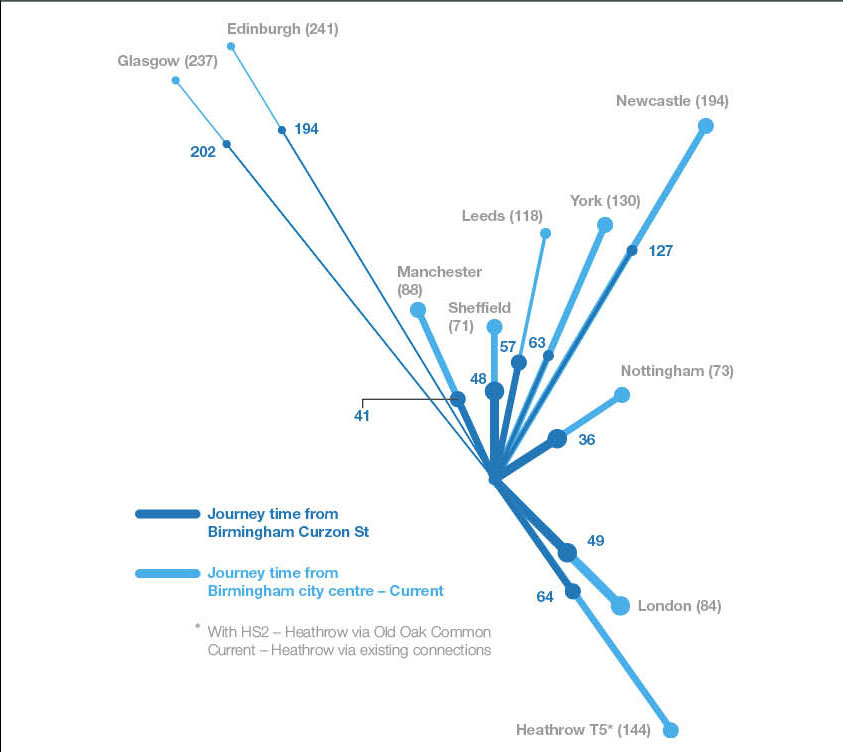 Edinburgh (241)
Glasgow (237)
Newcastle (194)
194
202
York (130)
Leeds (118)
127
Manchester
(88)
Sheffield
(71)
57
63
Nottingham (73)
48
41
36
Journey time from
Birmingham Curzon St
49
Journey time from
Birmingham city centre – Current
64
London (84)
* With HS2 – Heathrow via Old Oak Common
Current – Heathrow via existing connections
Heathrow T5* (144)